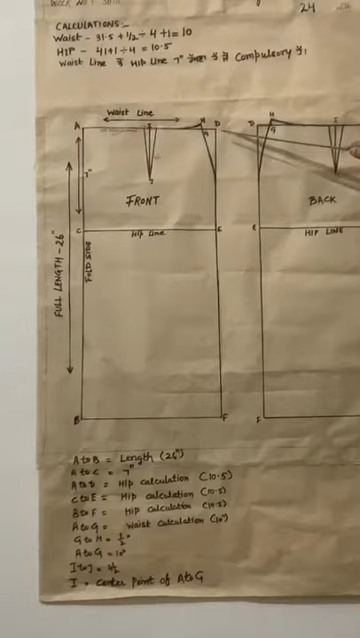 24
CALCULATIONS:-
Waist - 31.5 + 1/2 ÷ 4 + 1 = 10
HIP - 41+1 ÷ 4 = 10.5
Waist Line से Hip Line 7" Compulsory है।
Waist Line
A I H D D H I
G G
7"
J
FRONT BACK
C Hip Line E E HIP LINE
FULL LENGTH - 26"
FOLD SIDE
B F F
A to B = Length (26")
A to C = 7"
A to D = Hip calculation (10.5)
C to E = Hip calculation (10.5)
B to F = Hip calculation (10.5)
A to G = Waist calculation (10")
G to H = 1/2"
A to G = 10"
I to J = 4 1/2
I = Center point of A to G